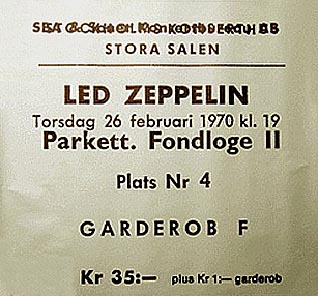 STORA SALEN
LED ZEPPELIN
Torsdag 26 februari 1970 kl. 19
Parkett. Fondloge II
Plats Nr 4
GARDEROB F
Kr 35:— plus Kr 1:— garderob